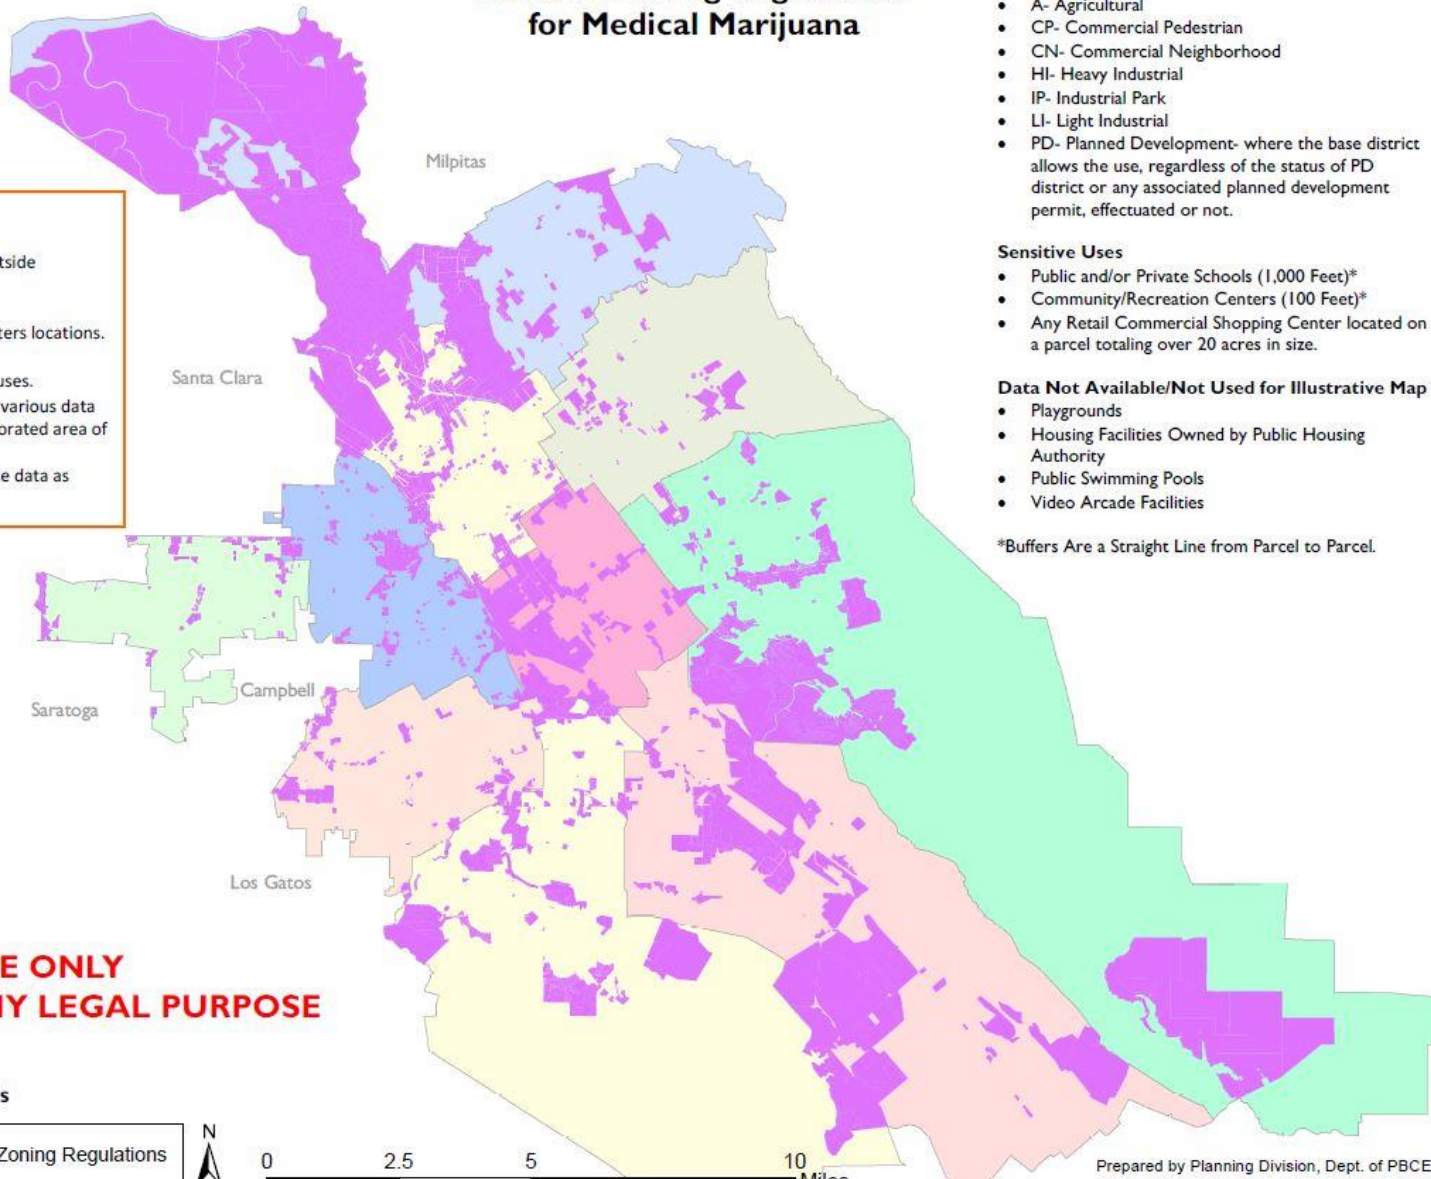 for Medical Marijuana
• A- Agricultural
• CP- Commercial Pedestrian
• CN- Commercial Neighborhood
• HI- Heavy Industrial
• IP- Industrial Park
• LI- Light Industrial
• PD- Planned Development- where the base district
allows the use, regardless of the status of PD
district or any associated planned development
permit, effectuated or not.
Sensitive Uses
• Public and/or Private Schools (1,000 Feet)*
• Community/Recreation Centers (100 Feet)*
• Any Retail Commercial Shopping Center located on
a parcel totaling over 20 acres in size.
Data Not Available/Not Used for Illustrative Map
• Playgrounds
• Housing Facilities Owned by Public Housing
Authority
• Public Swimming Pools
• Video Arcade Facilities
*Buffers Are a Straight Line from Parcel to Parcel.
tside
ters locations.
uses.
various data
orated area of
e data as
Milpitas
Santa Clara
Campbell
Saratoga
Los Gatos
E ONLY
NY LEGAL PURPOSE
s
Zoning Regulations
N
0 2.5 5 10
Miles
Prepared by Planning Division, Dept. of PBCE